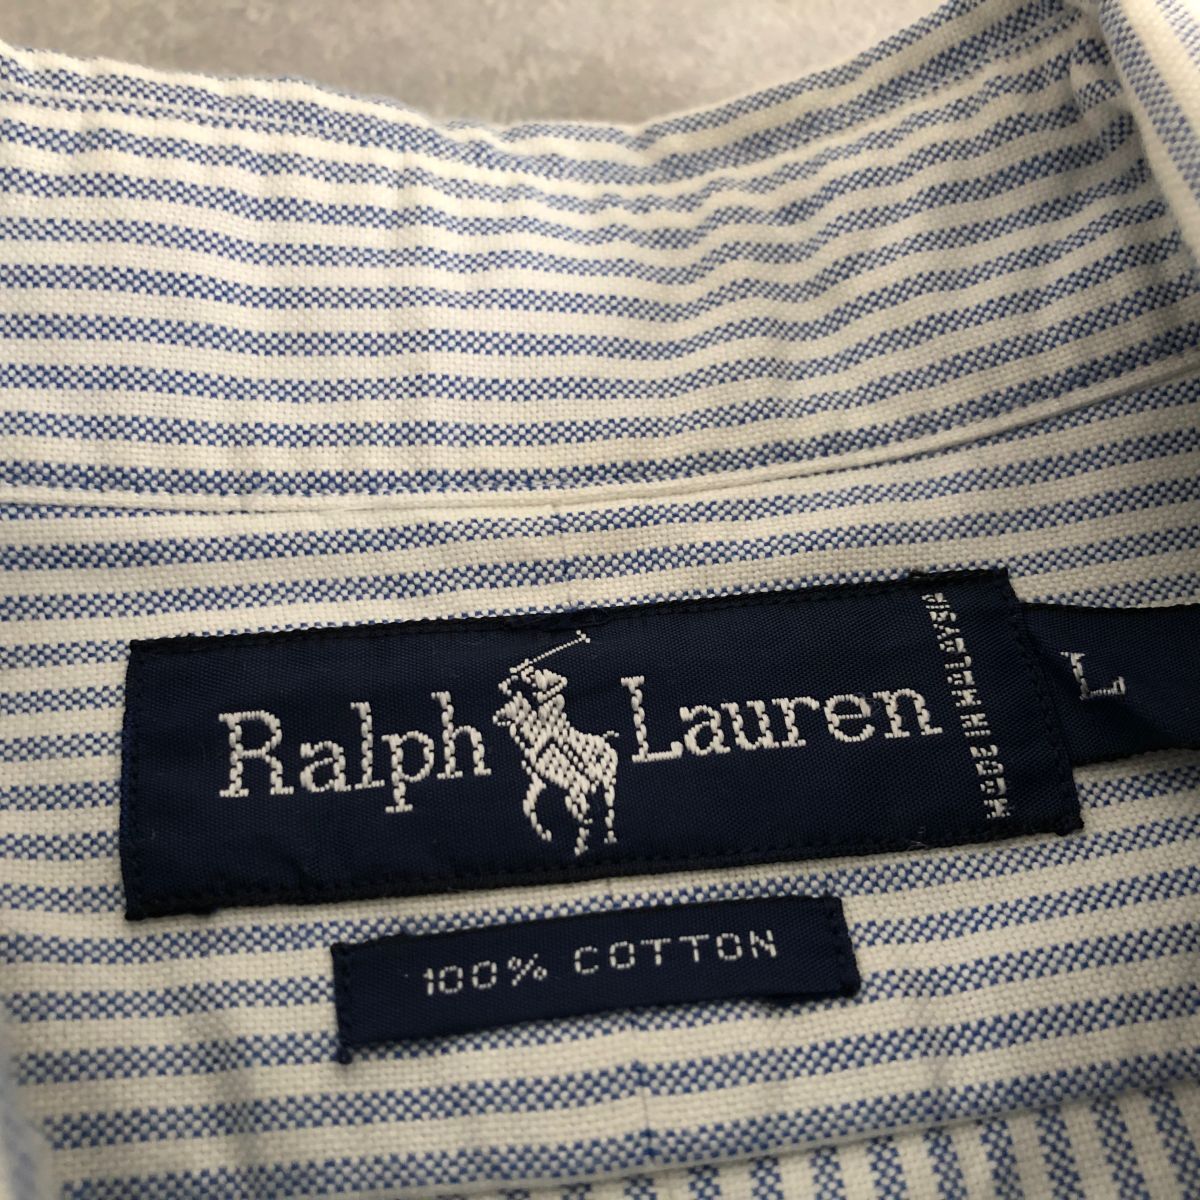 Ralph Lauren
MADE IN MALAYSIA
L
100% COTTON